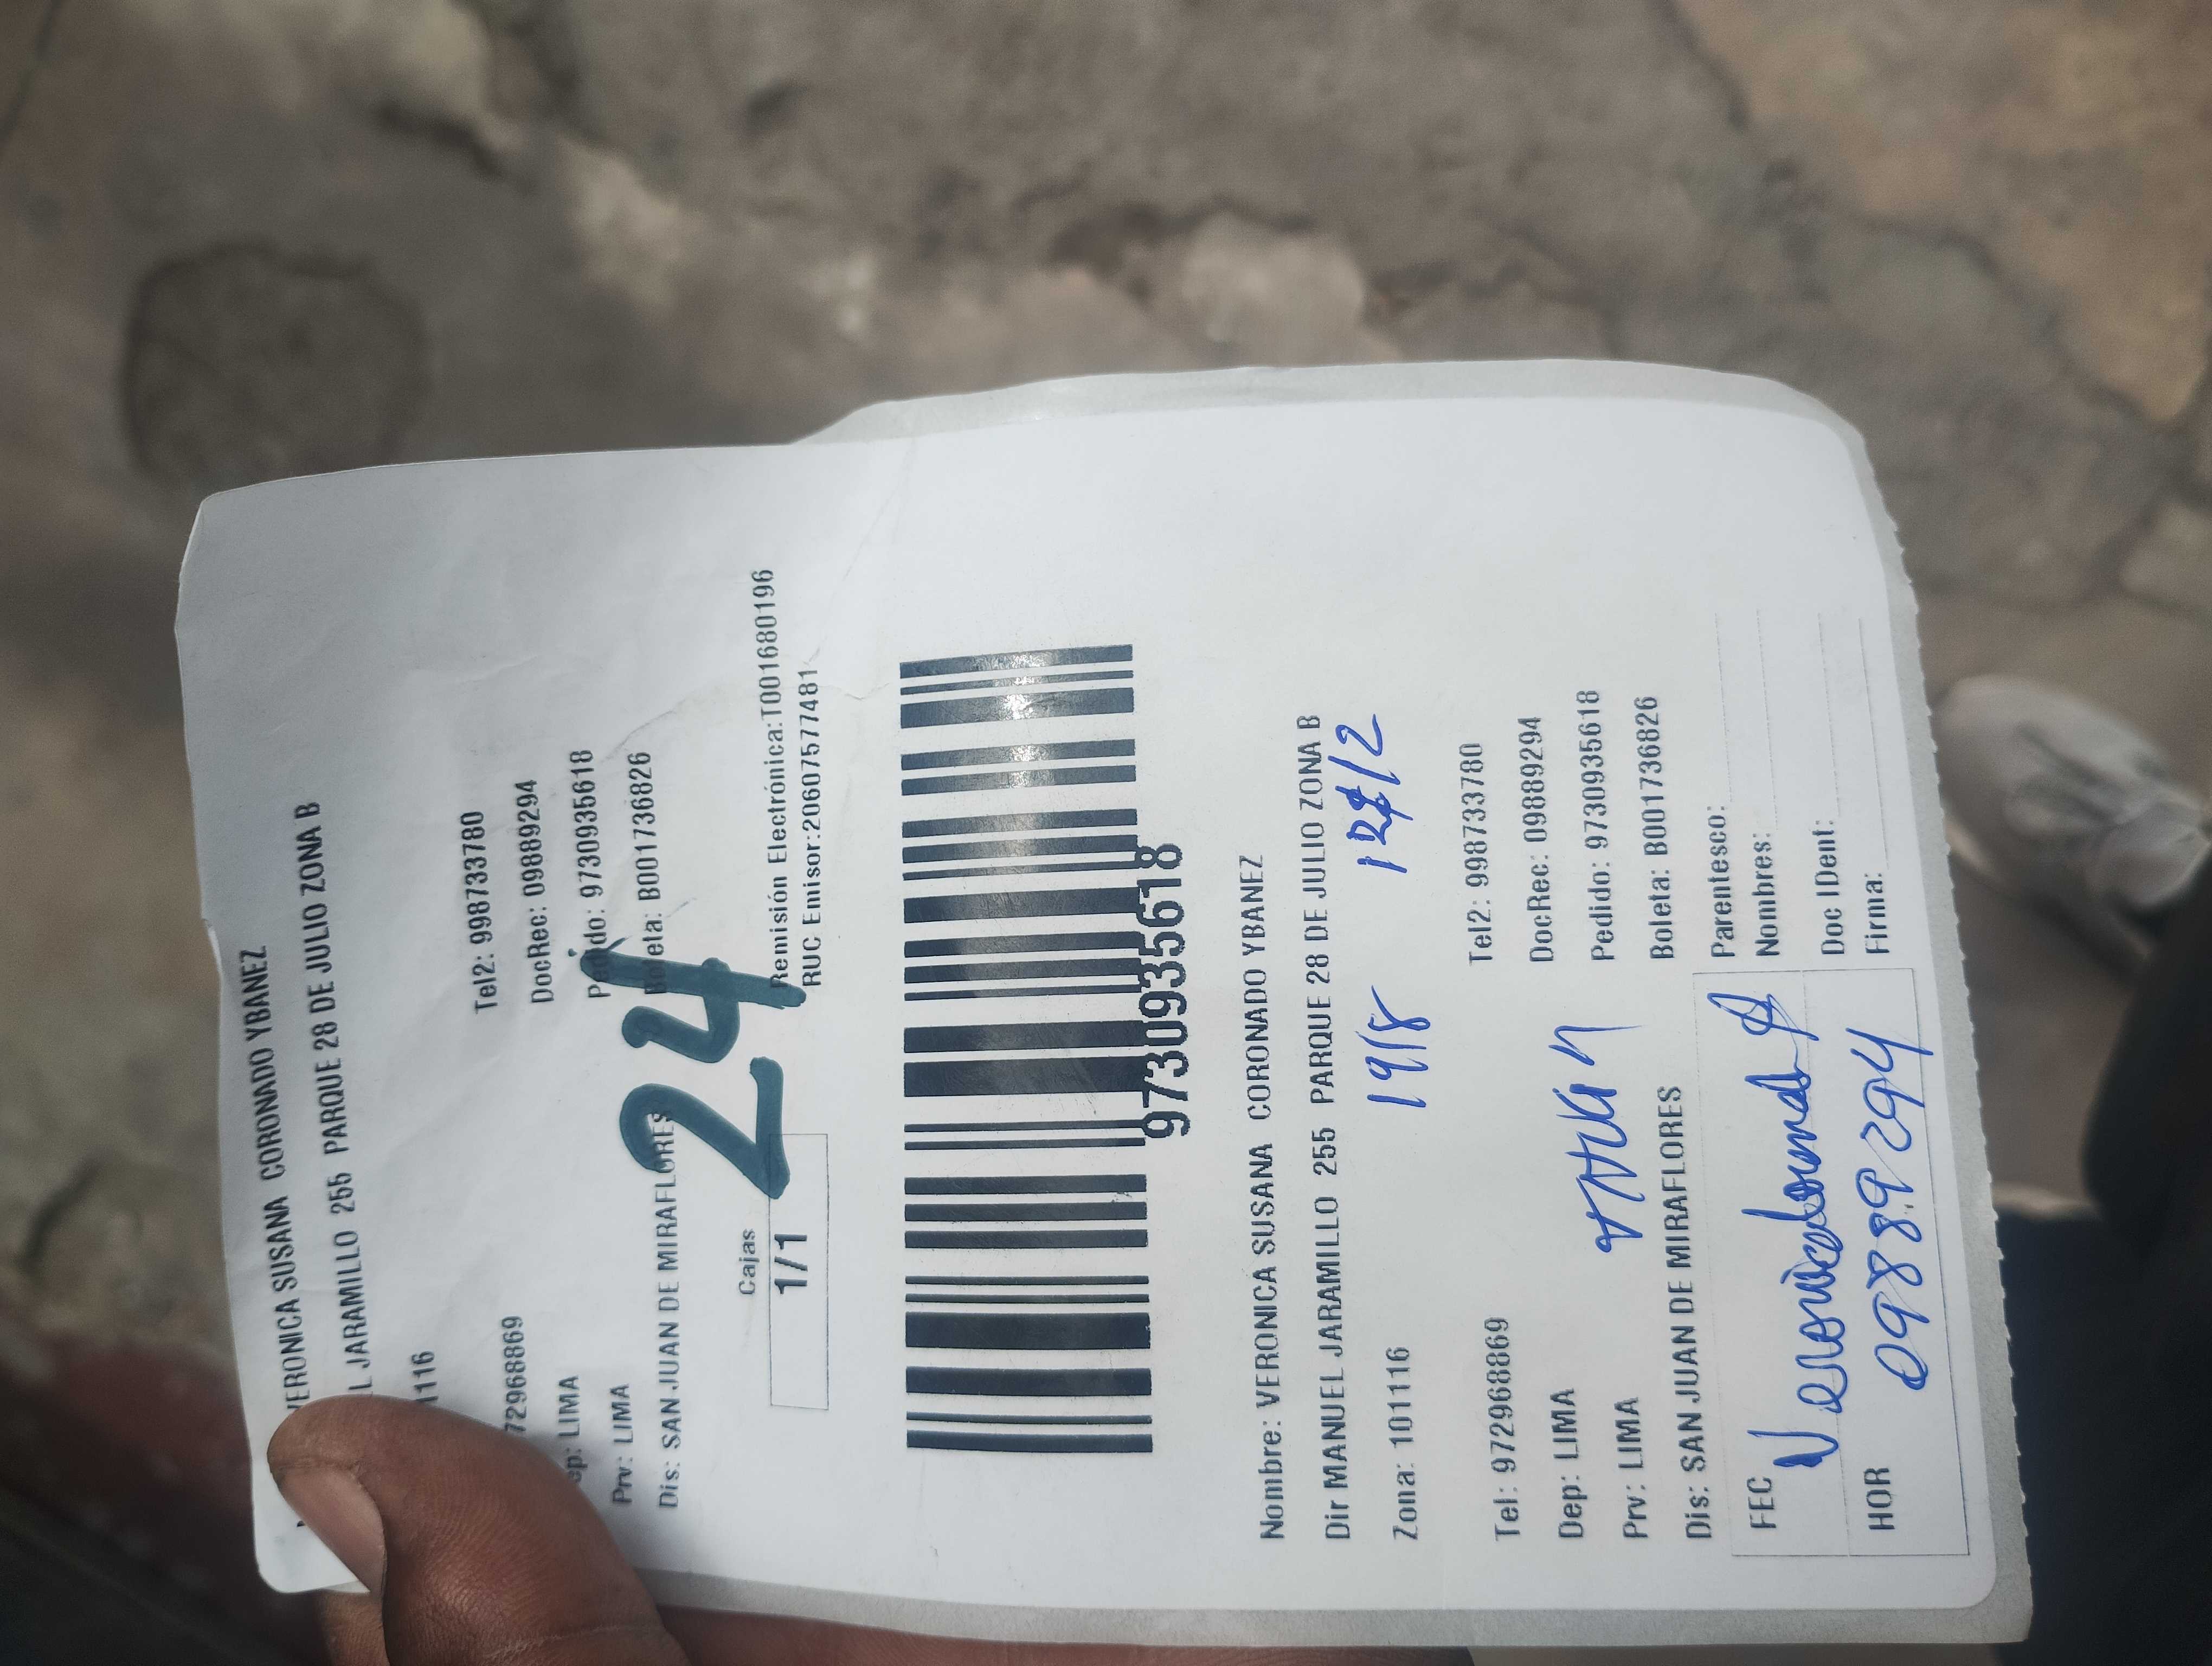 VERONICA SUSANA CORONADO YBANEZ
L JARAMILLO 255 PARQUE 28 DE JULIO ZONA B
1116
72968869 Tel2: 998733780
ep: LIMA DocRec: 09889294
Prv: LIMA Pedido: 9730935618
Dis: SAN JUAN DE MIRAFLORES Boleta: B001736826
24
Cajas
1/1
Remisión Electrónica:T001680196
RUC Emisor:20607577481
9730935618
Nombre: VERONICA SUSANA CORONADO YBANEZ
Dir MANUEL JARAMILLO 255 PARQUE 28 DE JULIO ZONA B
Zona: 101116
Tel: 972968869 Tel2: 998733780
Dep: LIMA DocRec: 09889294
Prv: LIMA Pedido: 9730935618
Dis: SAN JUAN DE MIRAFLORES Boleta: B001736826
FEC Parentesco:
Nombres:
HOR 09889294 Doc IDent:
Firma: